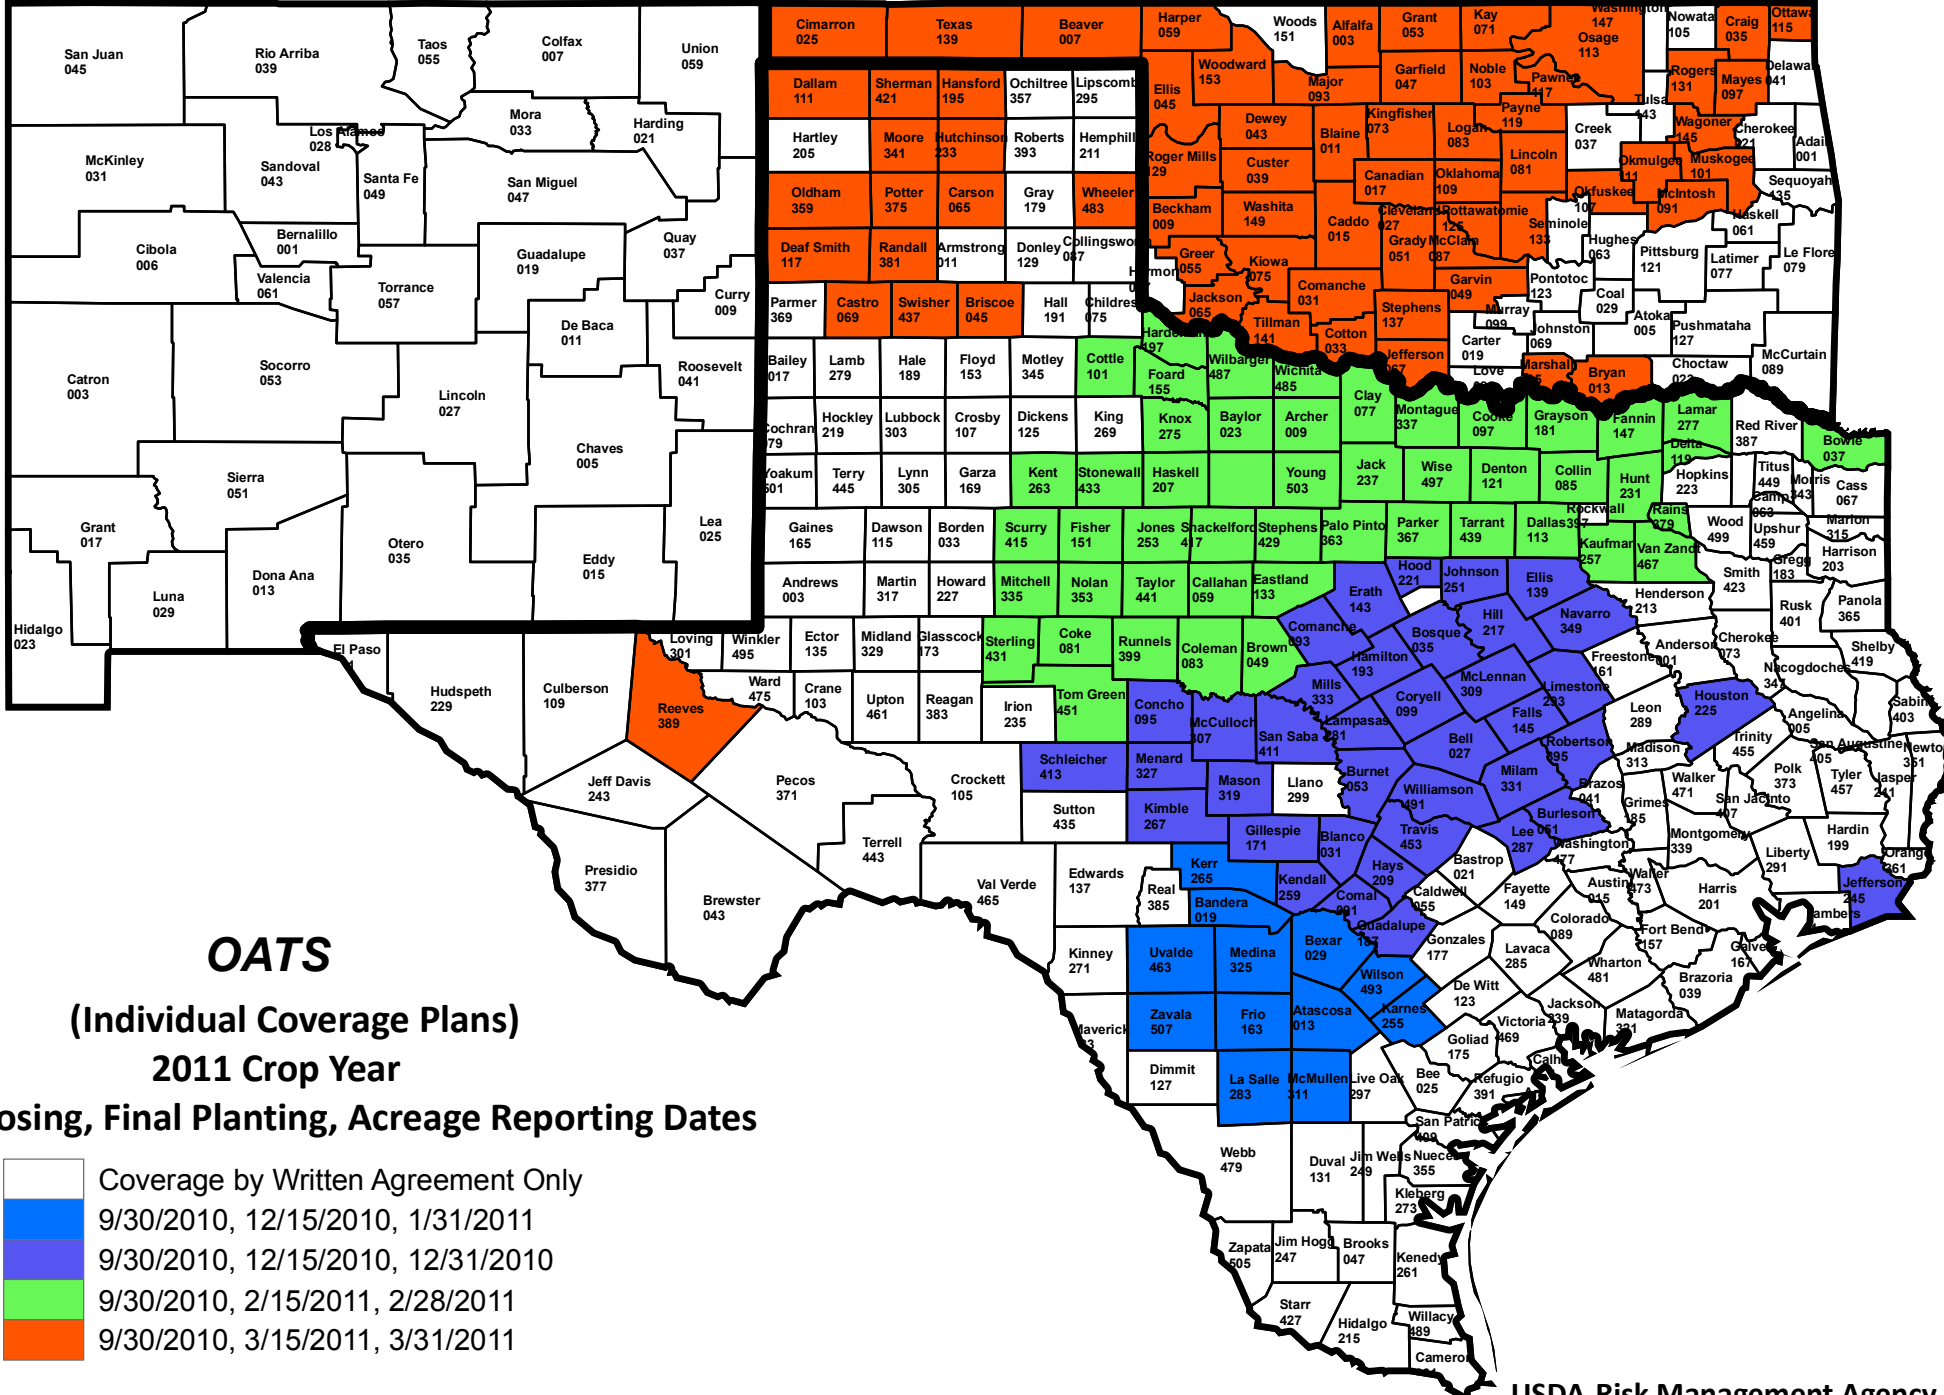 San Juan
045
Rio Arriba
039
Taos
055
Colfax
007
Union
059
Los Alamos
028
Mora
033
Harding
021
McKinley
031
Sandoval
043
Santa Fe
049
San Miguel
047
Cibola
006
Bernalillo
001
Valencia
061
Torrance
057
Guadalupe
019
Quay
037
Curry
009
De Baca
011
Catron
003
Socorro
053
Lincoln
027
Roosevelt
041
Chaves
005
Sierra
051
Grant
017
Otero
035
Eddy
015
Lea
025
Luna
029
Dona Ana
013
Hidalgo
023
Cimarron
025
Texas
139
Beaver
007
Harper
059
Woods
151
Alfalfa
003
Grant
053
Kay
071
Washington
147
Osage
113
Nowata
105
Craig
035
Ottawa
115
Woodward
153
Ellis
045
Major
093
Garfield
047
Noble
103
Pawnee
117
Rogers
131
Mayes
097
Delawa
041
Tulsa
143
Dewey
043
Blaine
011
Kingfisher
073
Logan
083
Payne
119
Creek
037
Wagoner
145
Cherokee
021
Adair
001
Roger Mills
129
Custer
039
Canadian
017
Oklahoma
109
Lincoln
081
Okmulgee
111
Muskogee
101
Okfuskee
107
McIntosh
091
Sequoyah
135
Beckham
009
Washita
149
Caddo
015
Cleveland
027
Pottawatomie
125
Seminole
133
Hughes
063
Haskell
061
Pittsburg
121
Latimer
077
Le Flore
079
Greer
055
Kiowa
075
Grady
051
McClain
087
Garvin
049
Pontotoc
123
Coal
029
Harmon
Jackson
065
Comanche
031
Stephens
137
Murray
099
Johnston
069
Atoka
005
Pushmataha
127
Tillman
141
Cotton
033
Jefferson
067
Carter
019
Love
Marshall
Bryan
013
Choctaw
023
McCurtain
089
Dallam
111
Sherman
421
Hansford
195
Ochiltree
357
Lipscomb
295
Hartley
205
Moore
341
Hutchinson
233
Roberts
393
Hemphill
211
Oldham
359
Potter
375
Carson
065
Gray
179
Wheeler
483
Deaf Smith
117
Randall
381
Armstrong
011
Donley
129
Collingswor
087
Parmer
369
Castro
069
Swisher
437
Briscoe
045
Hall
191
Childres
075
Hardeman
197
Bailey
017
Lamb
279
Hale
189
Floyd
153
Motley
345
Cottle
101
Foard
155
Wilbarger
487
Wichita
485
Clay
077
Cochran
079
Hockley
219
Lubbock
303
Crosby
107
Dickens
125
King
269
Knox
275
Baylor
023
Archer
009
Montague
337
Cooke
097
Grayson
181
Fannin
147
Lamar
277
Red River
387
Bowie
037
Delta
119
Yoakum
501
Terry
445
Lynn
305
Garza
169
Kent
263
Stonewall
433
Haskell
207
Young
503
Jack
237
Wise
497
Denton
121
Collin
085
Hunt
231
Hopkins
223
Titus
449
Morris
343
Cass
067
Camp
063
Gaines
165
Dawson
115
Borden
033
Scurry
415
Fisher
151
Jones
253
Shackelford
417
Stephens
429
Palo Pinto
363
Parker
367
Tarrant
439
Dallas
113
Rockwall
397
Kaufman
257
Rains
379
Van Zandt
467
Wood
499
Upshur
459
Marion
315
Harrison
203
Gregg
183
Andrews
003
Martin
317
Howard
227
Mitchell
335
Nolan
353
Taylor
441
Callahan
059
Eastland
133
Erath
143
Hood
221
Johnson
251
Ellis
139
Navarro
349
Henderson
213
Smith
423
Rusk
401
Panola
365
El Paso
Hudspeth
229
Culberson
109
Reeves
389
Loving
301
Winkler
495
Ector
135
Midland
329
Glasscock
173
Sterling
431
Coke
081
Runnels
399
Coleman
083
Brown
049
Comanche
093
Hamilton
193
Bosque
035
Hill
217
Freestone
161
Anderson
001
Cherokee
073
Nacogdoches
347
Shelby
419
Ward
475
Crane
103
Upton
461
Reagan
383
Irion
235
Tom Green
451
Concho
095
McCulloch
307
San Saba
411
Mills
333
Lampasas
281
Coryell
099
McLennan
309
Limestone
293
Falls
145
Leon
289
Houston
225
Angelina
005
Sabin
403
San Augustine
405
Newto
351
Jeff Davis
243
Pecos
371
Crockett
105
Schleicher
413
Menard
327
Mason
319
Llano
299
Burnet
053
Bell
027
Milam
331
Robertson
395
Madison
313
Trinity
455
Polk
373
Tyler
457
Jasper
241
Presidio
377
Brewster
043
Terrell
443
Sutton
435
Kimble
267
Gillespie
171
Blanco
031
Williamson
491
Travis
453
Lee
287
Burleson
051
Brazos
041
Grimes
185
Walker
471
San Jacinto
407
Montgomery
339
Liberty
291
Hardin
199
Orange
361
Jefferson
245
Val Verde
465
Edwards
137
Real
385
Kerr
265
Bandera
019
Kendall
259
Comal
091
Hays
209
Bastrop
021
Caldwell
055
Fayette
149
Washington
477
Austin
015
Waller
473
Harris
201
ambers
Kinney
271
Uvalde
463
Medina
325
Bexar
029
Guadalupe
187
Wilson
493
Gonzales
177
Lavaca
285
Colorado
089
Fort Bend
157
Wharton
481
Brazoria
039
Galve
167
Maverick
Zavala
507
Frio
163
Atascosa
013
Karnes
255
De Witt
123
Victoria
469
Jackson
239
Matagorda
321
Goliad
175
Calh
Dimmit
127
La Salle
283
McMullen
311
Live Oak
297
Bee
025
Refugio
391
San Patric
409
Webb
479
Duval
131
Jim Wells
249
Nueces
355
Kleberg
273
Zapata
505
Jim Hogg
247
Brooks
047
Kenedy
261
Starr
427
Hidalgo
215
Willacy
489
Cameron
OATS
(Individual Coverage Plans)
2011 Crop Year
osing, Final Planting, Acreage Reporting Dates
Coverage by Written Agreement Only
9/30/2010, 12/15/2010, 1/31/2011
9/30/2010, 12/15/2010, 12/31/2010
9/30/2010, 2/15/2011, 2/28/2011
9/30/2010, 3/15/2011, 3/31/2011
USDA Risk Management Agency